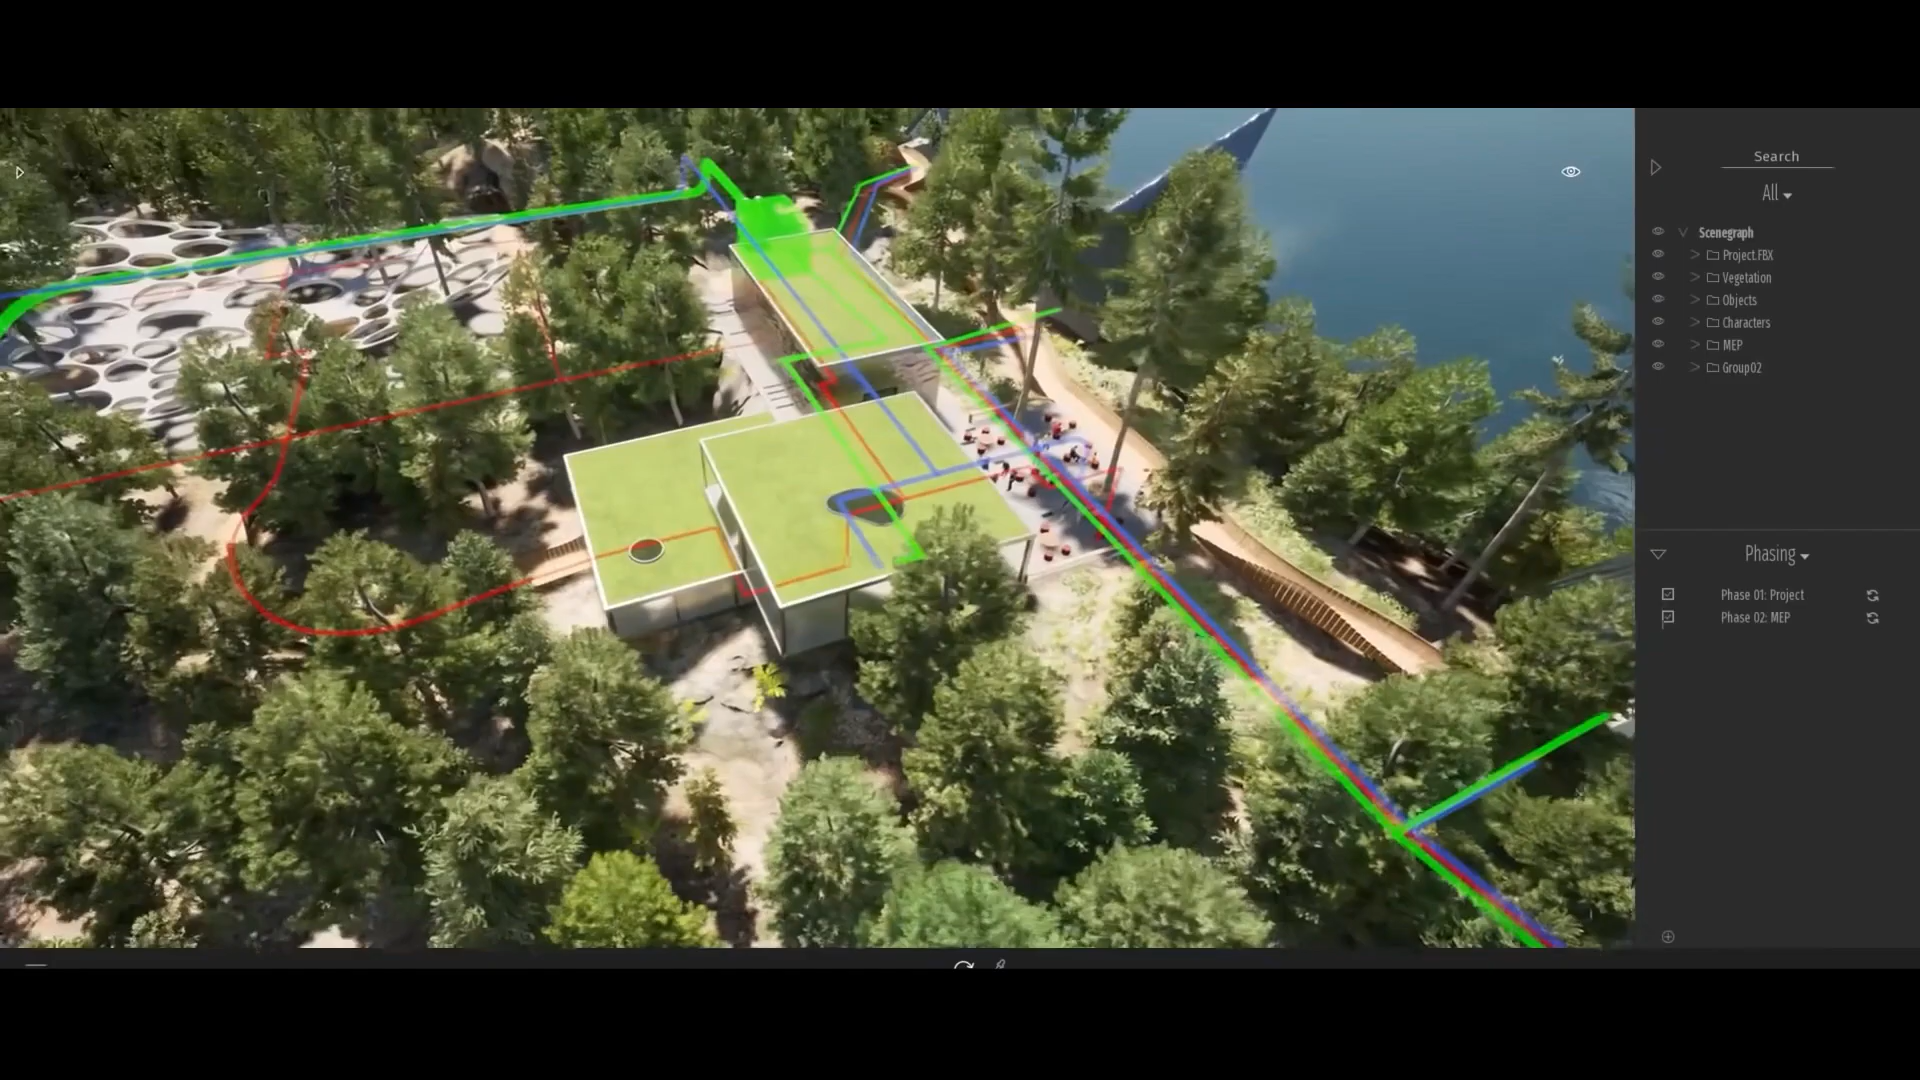 Search
All
Scenegraph
Project.FBX
Vegetation
Objects
Characters
MEP
Group02
Phasing
Phase 01: Project
Phase 02: MEP